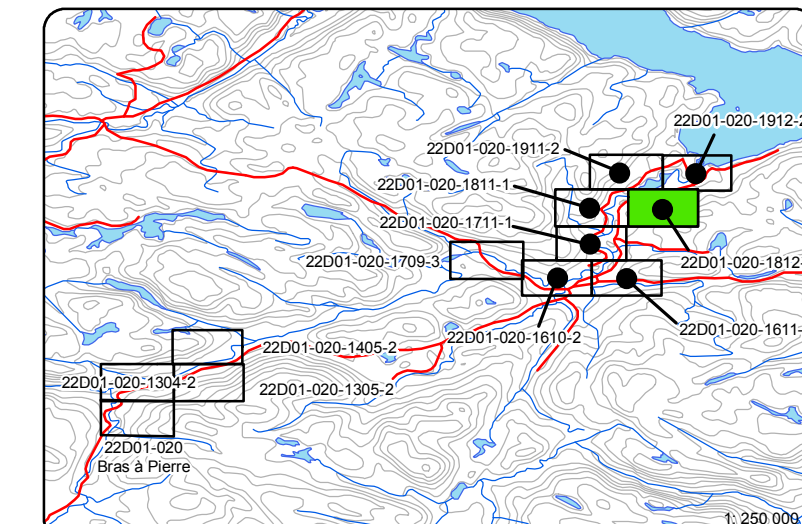 22D01-020-1912-2
22D01-020-1911-2
22D01-020-1811-1
22D01-020-1711-1
22D01-020-1709-3
22D01-020-1812-
22D01-020-1611-
22D01-020-1610-2
22D01-020-1405-2
22D01-020-1304-2
22D01-020-1305-2
22D01-020
Bras à Pierre
1: 250 000